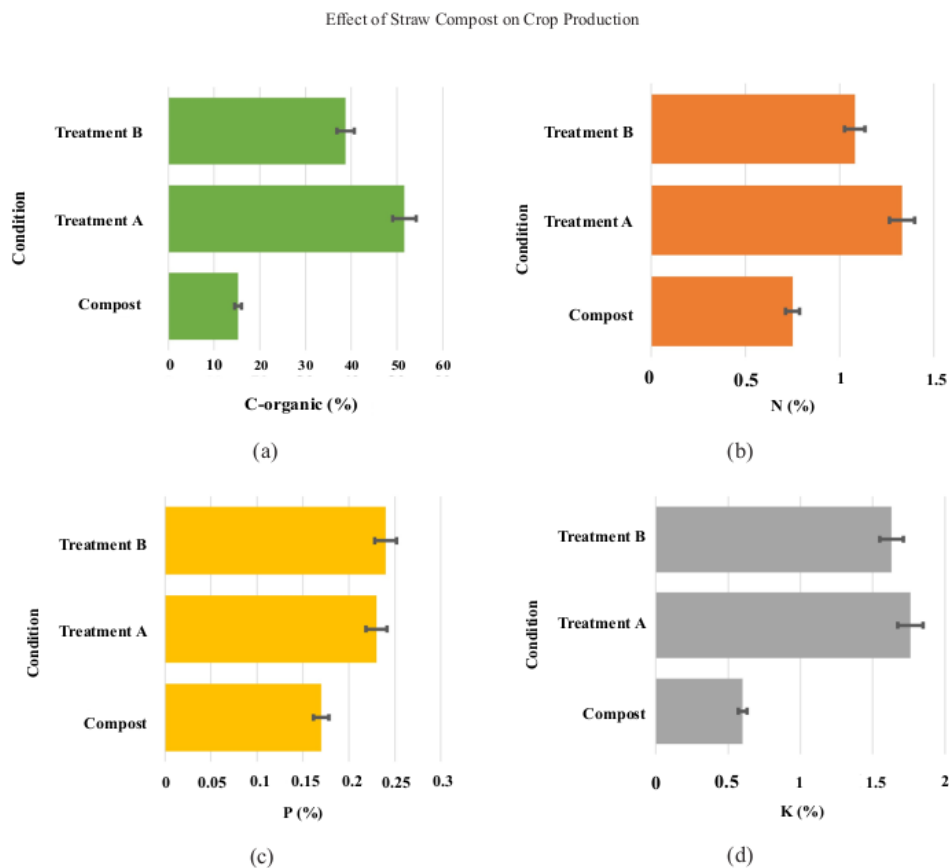 Effect of Straw Compost on Crop Production
Condition
Treatment B
Treatment A
Compost
0 10 20 30 40 50 60
C-organic (%)
(a)
Condition
Treatment B
Treatment A
Compost
0 0.5 1 1.5
N (%)
(b)
Condition
Treatment B
Treatment A
Compost
0 0.05 0.1 0.15 0.2 0.25 0.3
P (%)
(c)
Condition
Treatment B
Treatment A
Compost
0 0.5 1 1.5 2
K (%)
(d)